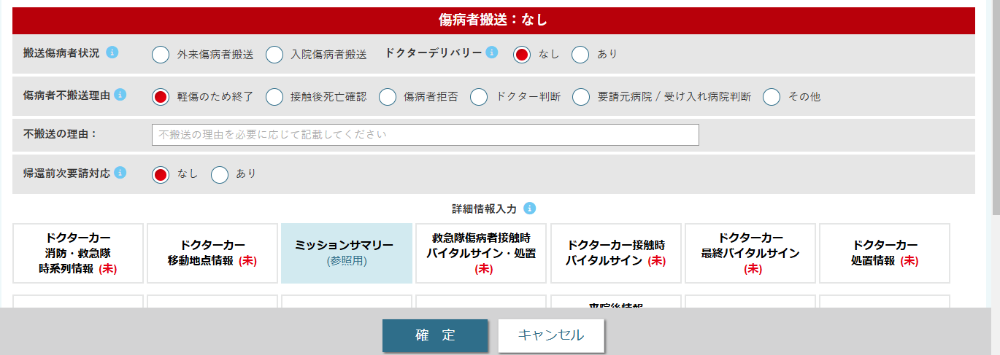 傷病者搬送：なし
搬送傷病者状況 外来傷病者搬送 入院傷病者搬送 ドクターデリバリー なし あり
傷病者不搬送理由 軽傷のため終了 接触後死亡確認 傷病者拒否 ドクター判断 要請元病院 / 受け入れ病院判断 その他
不搬送の理由： 不搬送の理由を必要に応じて記載してください
帰還前次要請対応 なし あり
詳細情報入力
ドクターカー
消防・救急隊
時系列情報 (未)
ドクターカー
移動地点情報 (未)
ミッションサマリー
(参照用)
救急隊傷病者接触時
バイタルサイン・処置
(未)
ドクターカー接触時
バイタルサイン (未)
ドクターカー
最終バイタルサイン
(未)
ドクターカー
処置情報 (未)
来院後情報
確 定
キャンセル